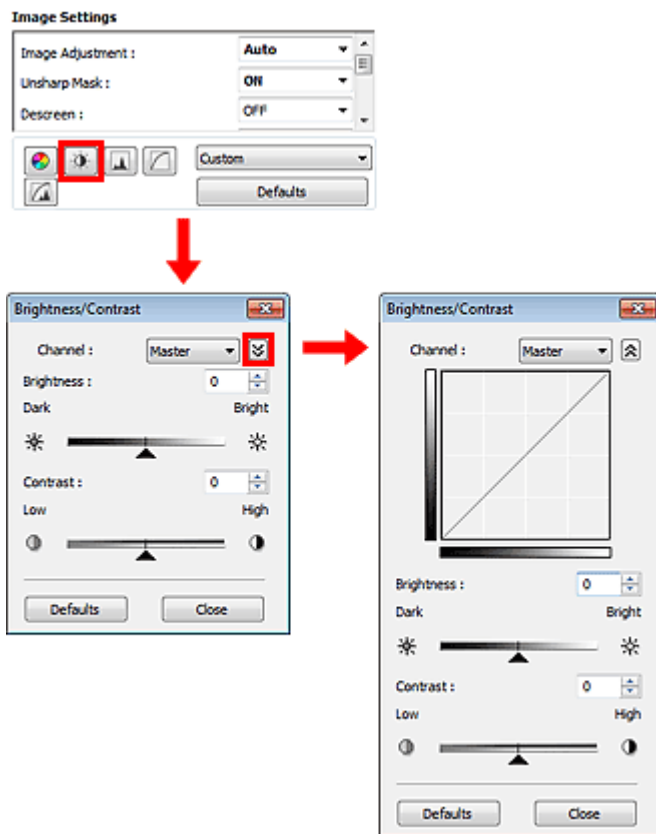 Image Settings
Image Adjustment : Auto
Unsharp Mask : ON
Descreen : OFF
Custom
Defaults
Brightness/Contrast
Channel : Master
Brightness : 0
Dark Bright
Contrast : 0
Low High
Defaults Close
Brightness/Contrast
Channel : Master
Brightness : 0
Dark Bright
Contrast : 0
Low High
Defaults Close